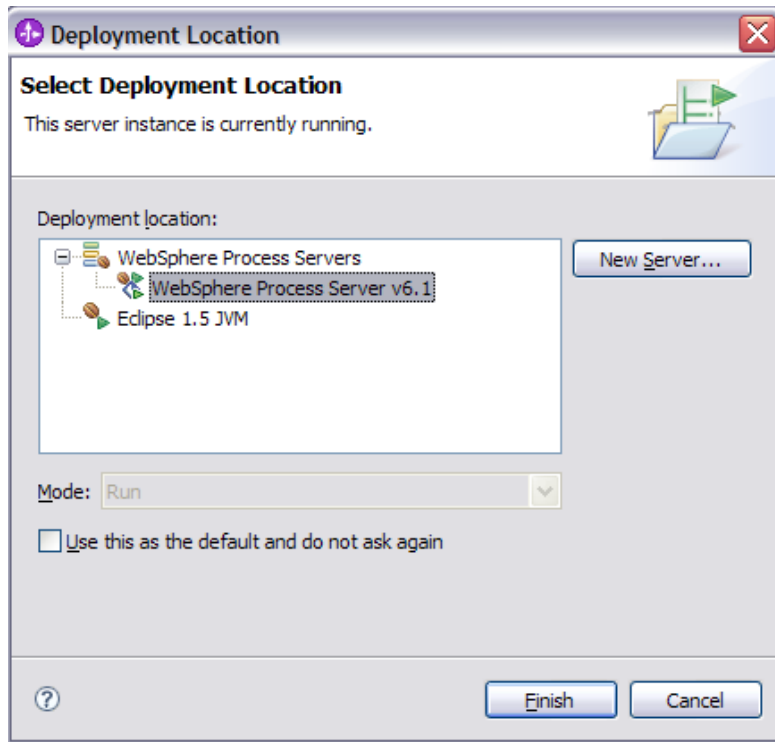 Deployment Location
Select Deployment Location
This server instance is currently running.
Deployment location:
WebSphere Process Servers
New Server...
WebSphere Process Server v6.1
Eclipse 1.5 JVM
Mode: Run
Use this as the default and do not ask again
? Finish Cancel